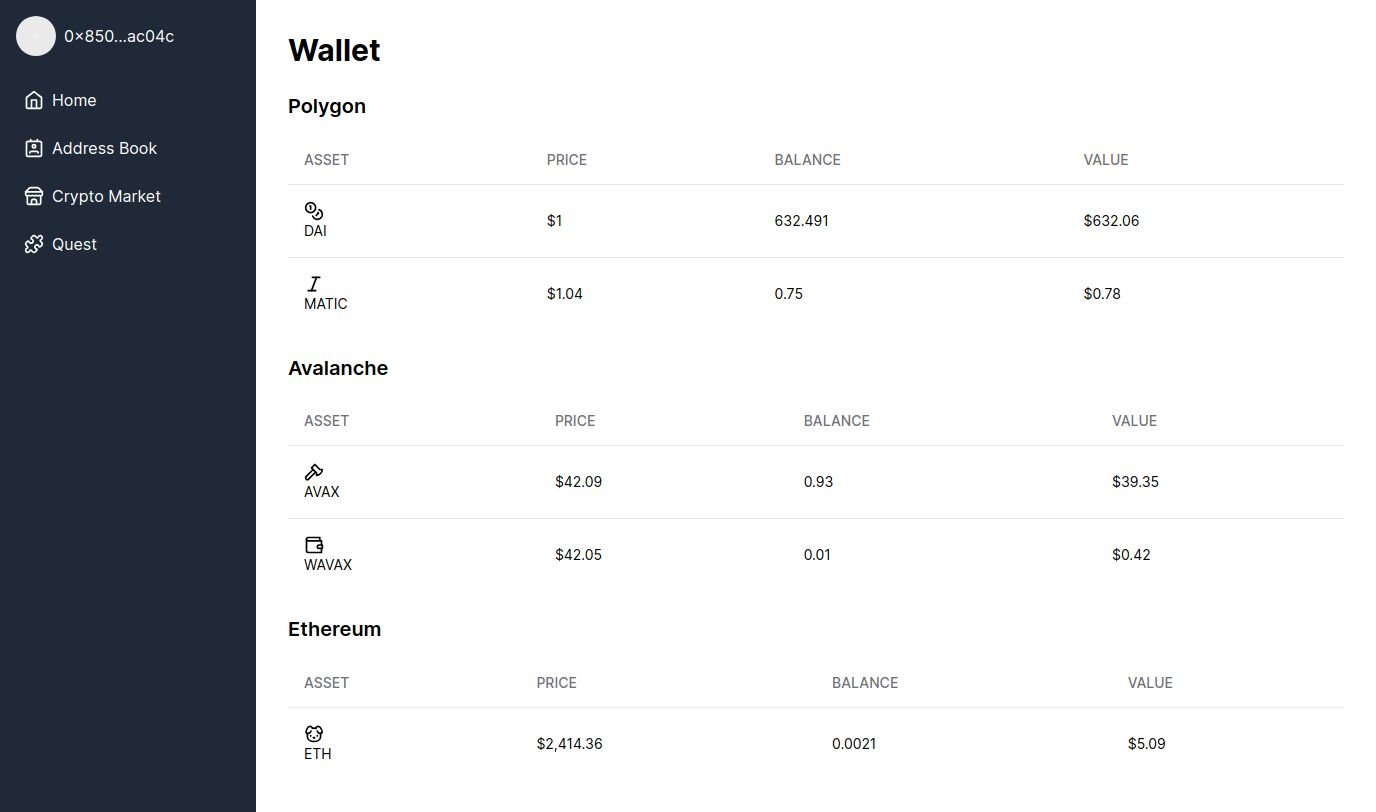 0×850...ac04c
Home
Address Book
Crypto Market
Quest
Wallet
Polygon
ASSET PRICE BALANCE VALUE
DAI $1 632.491 $632.06
MATIC $1.04 0.75 $0.78
Avalanche
ASSET PRICE BALANCE VALUE
AVAX $42.09 0.93 $39.35
WAVAX $42.05 0.01 $0.42
Ethereum
ASSET PRICE BALANCE VALUE
ETH $2,414.36 0.0021 $5.09